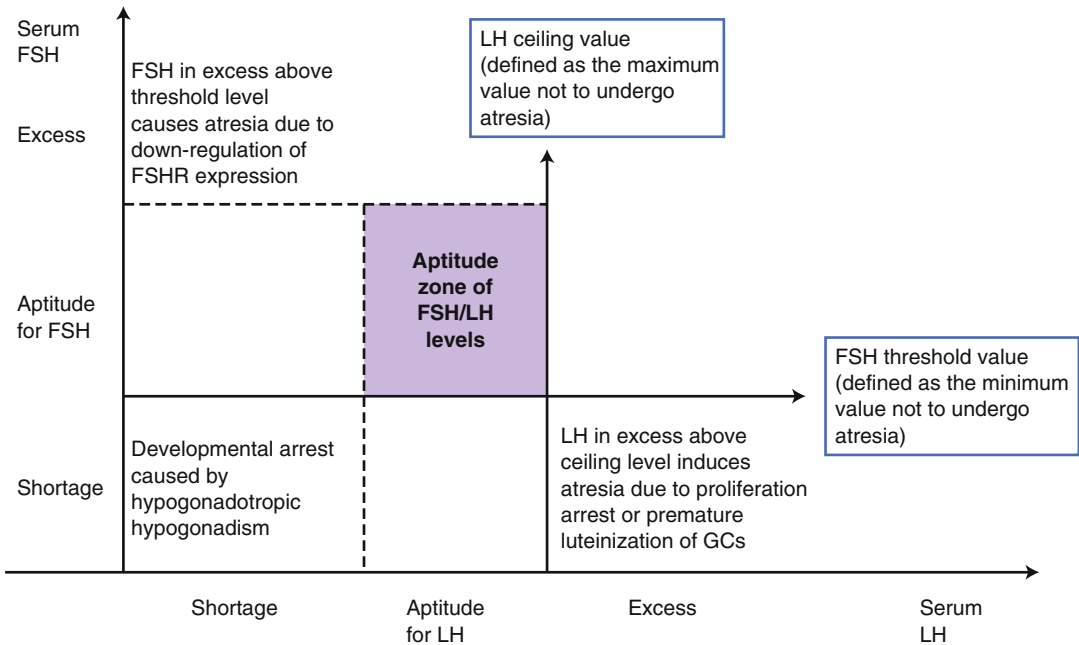 Serum
FSH
Excess
Aptitude
for FSH
Shortage
FSH in excess above
threshold level
causes atresia due to
down-regulation of
FSHR expression
LH ceiling value
(defined as the maximum
value not to undergo
atresia)
Aptitude
zone of
FSH/LH
levels
FSH threshold value
(defined as the minimum
value not to undergo
atresia)
Developmental arrest
caused by
hypogonadotropic
hypogonadism
LH in excess above
ceiling level induces
atresia due to proliferation
arrest or premature
luteinization of GCs
Shortage
Aptitude
for LH
Excess
Serum
LH